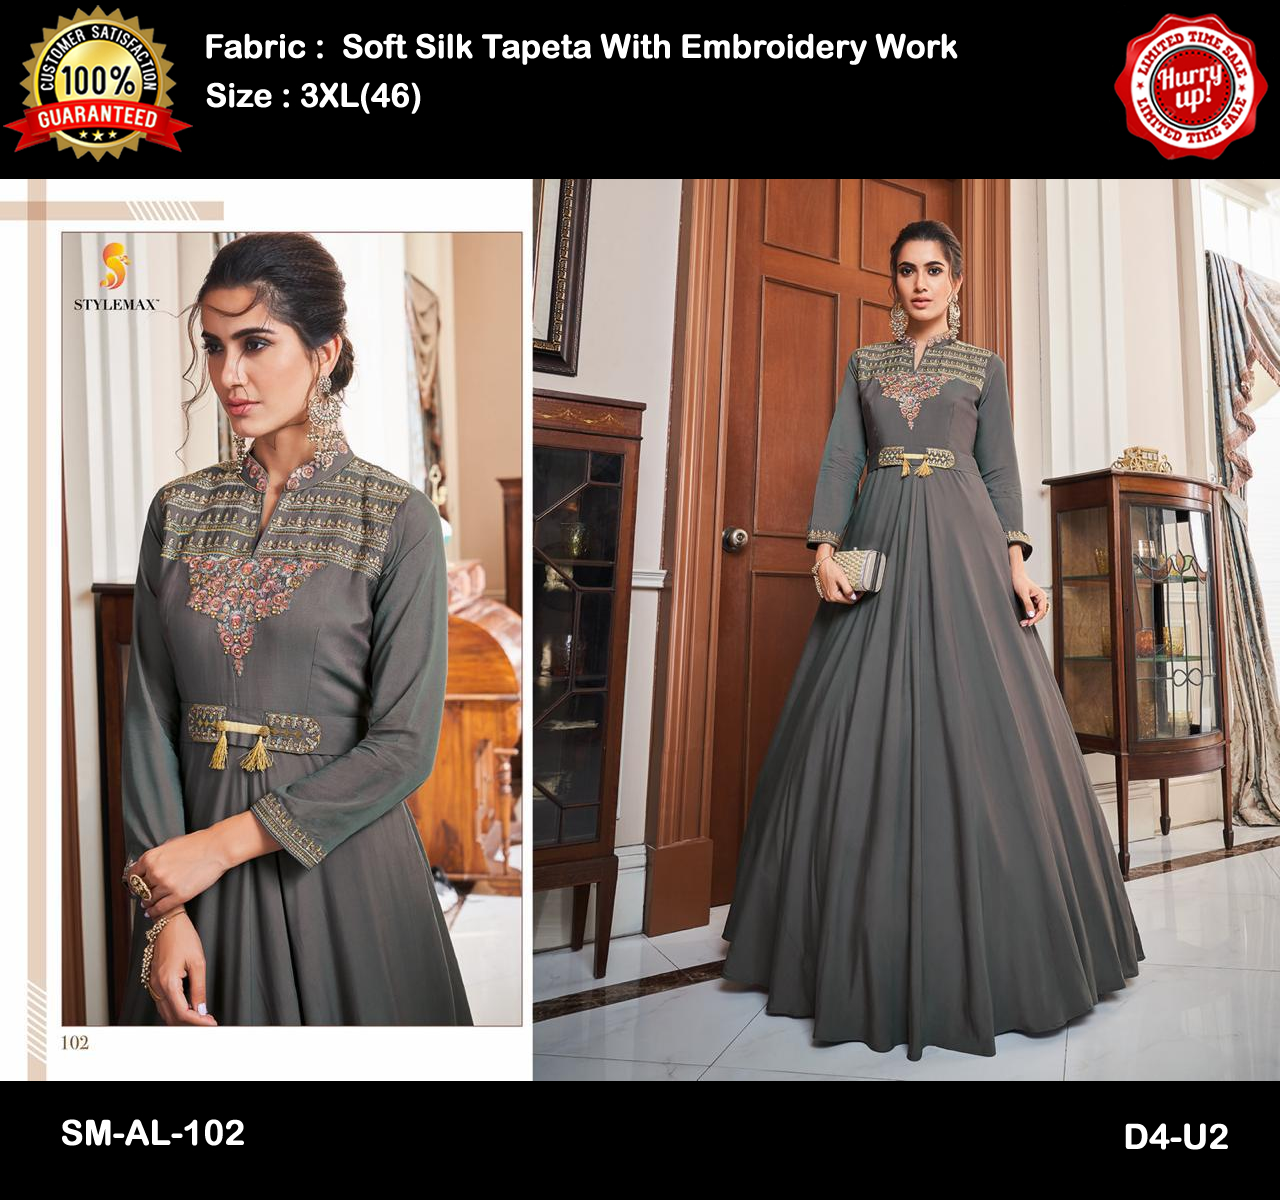 CUSTOMER SATISFACTION
100%
GUARANTEED
Fabric : Soft Silk Tapeta With Embroidery Work
Size : 3XL(46)
LIMITED TIME SALE
Hurry
up!
LIMITED TIME SALE
STYLEMAX
102
SM-AL-102
D4-U2